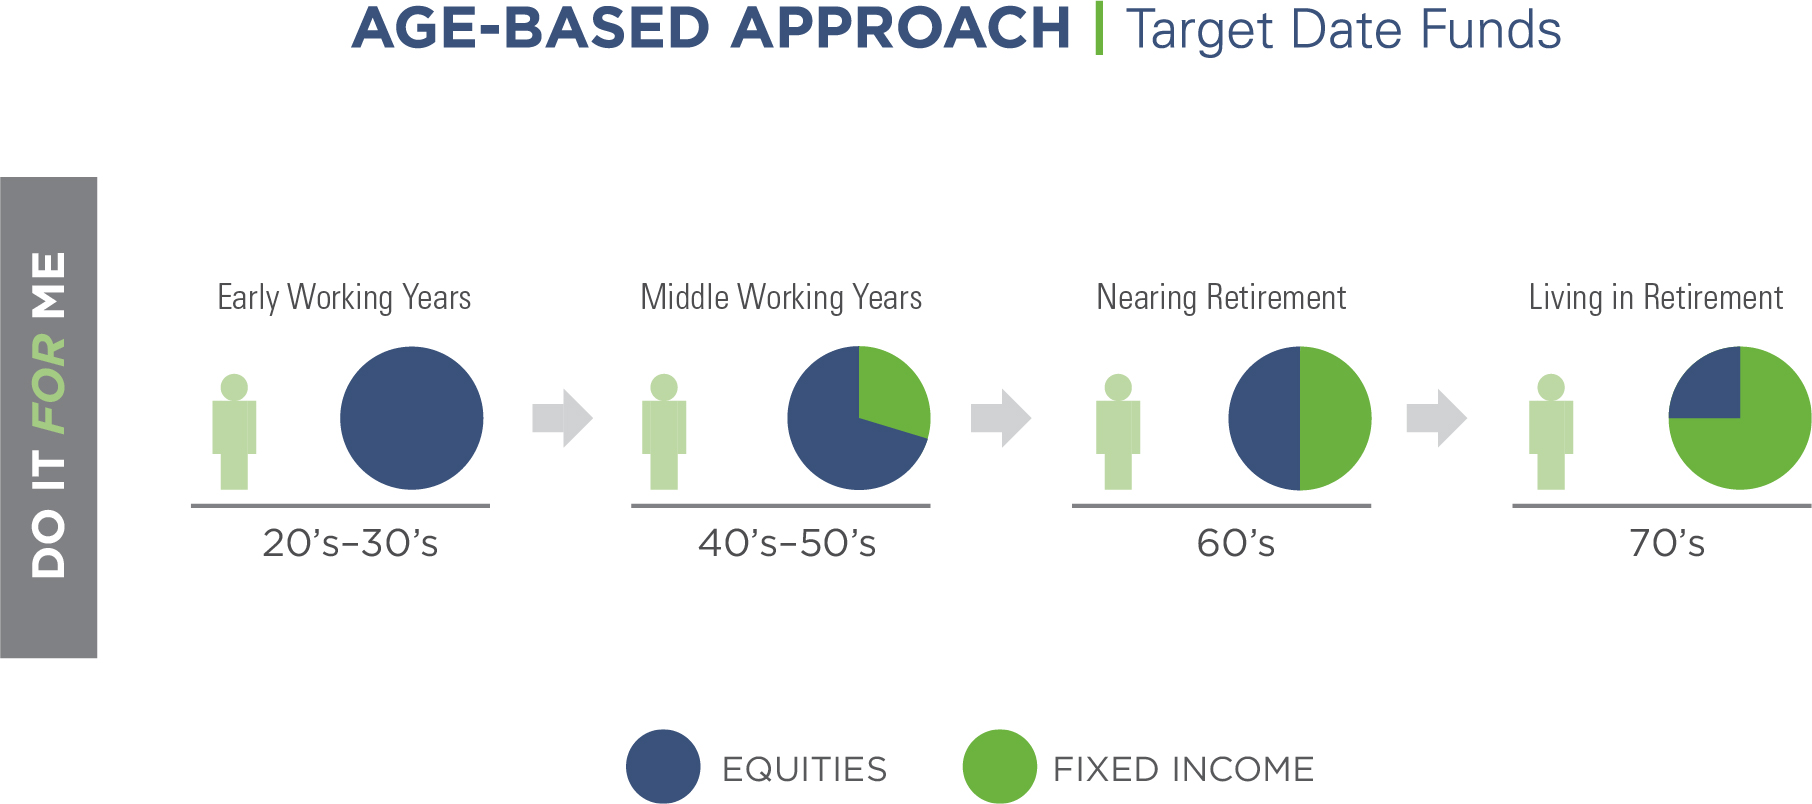 AGE-BASED APPROACH | Target Date Funds
DO IT FOR ME
Early Working Years
Middle Working Years
Nearing Retirement
Living in Retirement
20’s–30’s
40’s–50’s
60’s
70’s
EQUITIES
FIXED INCOME